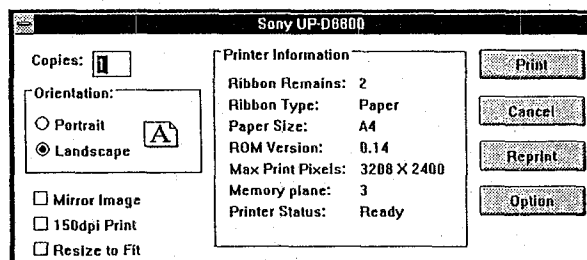 Sony UP-D8800
Copies: 1
Orientation:
Portrait
Landscape
A
Mirror Image
150dpi Print
Resize to Fit
Printer Information
Ribbon Remains: 2
Ribbon Type: Paper
Paper Size: A4
ROM Version: 0.14
Max Print Pixels: 3208 X 2400
Memory plane: 3
Printer Status: Ready
Print
Cancel
Reprint
Option